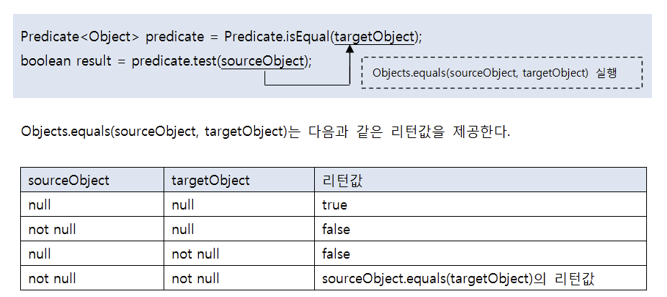 Predicate<Object> predicate = Predicate.isEqual(targetObject);
boolean result = predicate.test(sourceObject);
Objects.equals(sourceObject, targetObject) 실행
Objects.equals(sourceObject, targetObject)는 다음과 같은 리턴값을 제공한다.
sourceObject targetObject 리턴값
null null true
not null null false
null not null false
not null not null sourceObject.equals(targetObject)의 리턴값